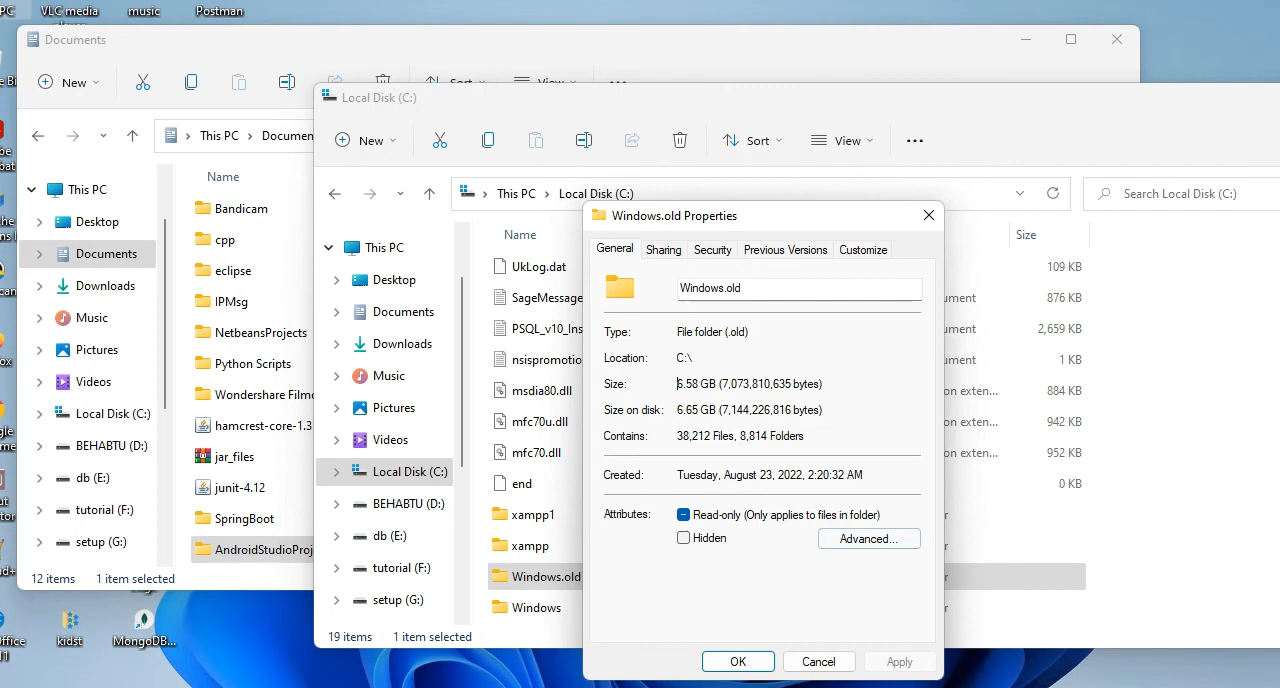 PC VLC media music Postman
Documents
New Sort View
This PC Documen
Name
This PC
Desktop
Documents
Downloads
Music
Pictures
Videos
Local Disk (C:)
BEHABTU (D:)
db (E:)
tutorial (F:)
setup (G:)
Bandicam
cpp
eclipse
IPMsg
NetbeansProjects
Python Scripts
Wondershare Filmo
hamcrest-core-1.3
jar_files
junit-4.12
SpringBoot
AndroidStudioProj
12 items 1 item selected
kidst MongoDB...
Local Disk (C:)
New Sort View
This PC Local Disk (C:)
Search Local Disk (C:)
This PC
Desktop
Documents
Downloads
Music
Pictures
Videos
Local Disk (C:)
BEHABTU (D:)
db (E:)
tutorial (F:)
setup (G:)
Name Size
UkLog.dat 109 KB
SageMessage ument 876 KB
PSQL_v10_Ins ument 2,659 KB
nsispromotio ument 1 KB
msdia80.dll on exten... 884 KB
mfc70u.dll on exten... 942 KB
mfc70.dll on exten... 952 KB
end 0 KB
xampp1
xampp
Windows.old
Windows
19 items 1 item selected
Windows.old Properties
General Sharing Security Previous Versions Customize
Windows.old
Type: File folder (.old)
Location: C:\
Size: 6.58 GB (7,073,810,635 bytes)
Size on disk: 6.65 GB (7,144,226,816 bytes)
Contains: 38,212 Files, 8,814 Folders
Created: Tuesday, August 23, 2022, 2:20:32 AM
Attributes: Read-only (Only applies to files in folder)
Hidden Advanced...
OK Cancel Apply